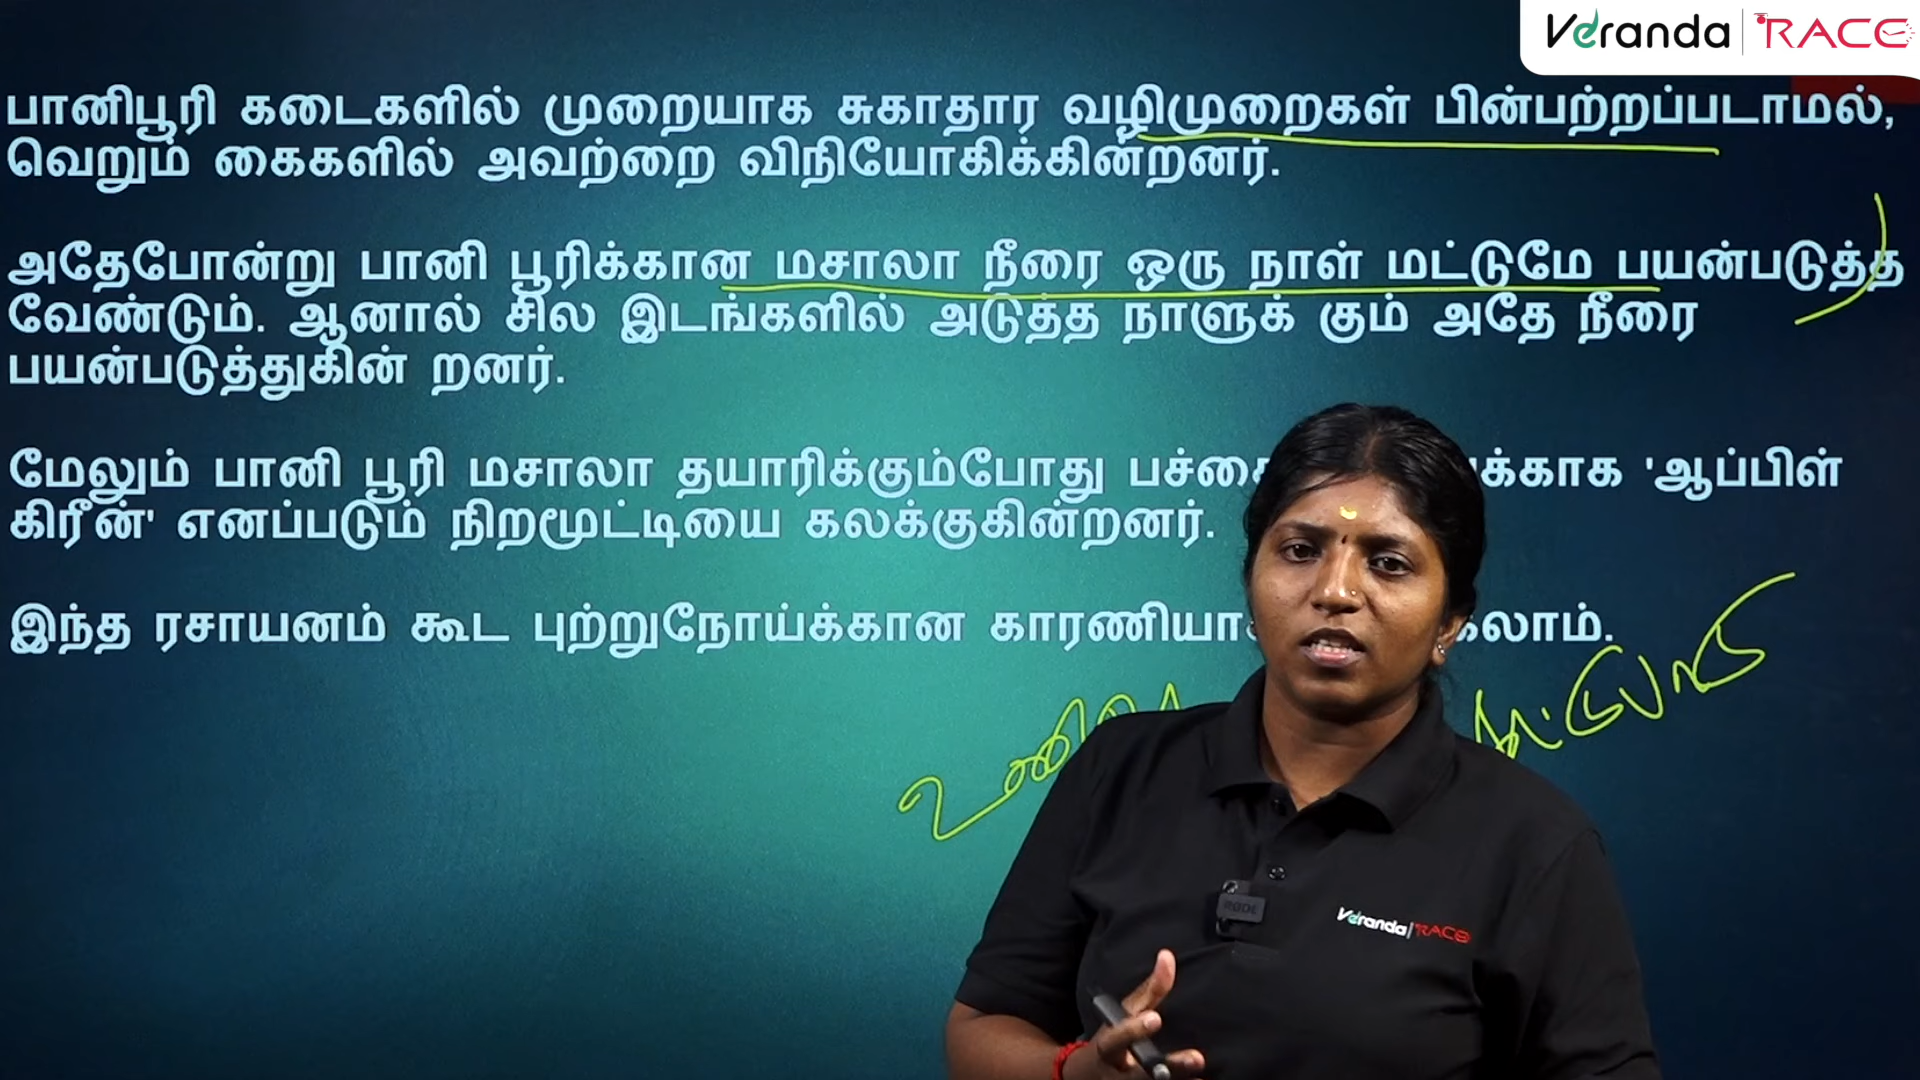 Veranda RACE
பானிபூரி கடைகளில் முறையாக சுகாதார வழிமுறைகள் பின்பற்றப்படாமல்,
வெறும் கைகளில் அவற்றை விநியோகிக்கின்றனர்.
அதேபோன்று பானி பூரிக்கான மசாலா நீரை ஒரு நாள் மட்டுமே பயன்படுத்த
வேண்டும். ஆனால் சில இடங்களில் அடுத்த நாளுக் கும் அதே நீரை
பயன்படுத்துகின் றனர்.
மேலும் பானி பூரி மசாலா தயாரிக்கும்போது 'ஆப்பிள்
கிரீன்' எனப்படும் நிறமூட்டியை கலக்குகின்றனர்.
இந்த ரசாயனம் கூட புற்றுநோய்க்கான
Veranda RACE
RODE